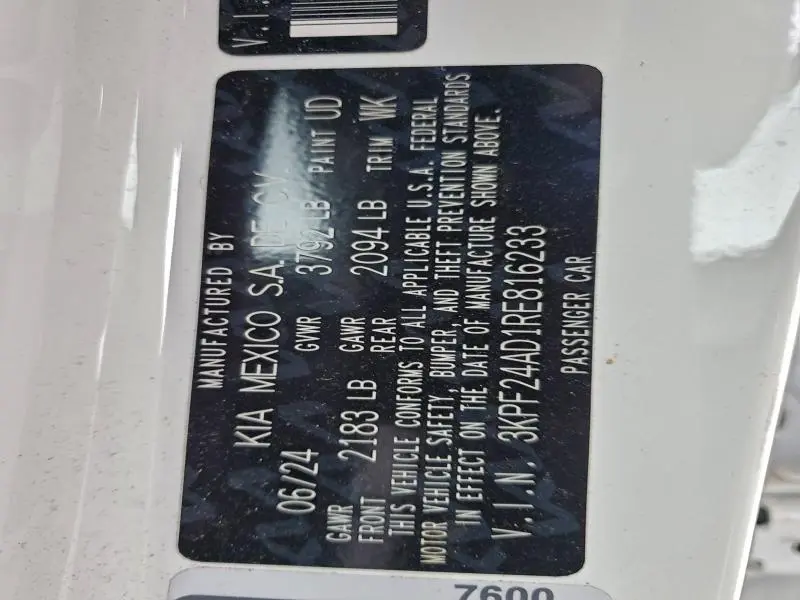 V.I
MANUFACTURED BY
KIA MEXICO S.A. DE CV.
06/24 GVWR 3792 LB PAINT UD
GAWR FRONT 2183 LB GAWR REAR 2094 LB TRIM WK
THIS VEHICLE CONFORMS TO ALL APPLICABLE U.S.A. FEDERAL
MOTOR VEHICLE SAFETY, BUMPER, AND THEFT PREVENTION STANDARDS
IN EFFECT ON THE DATE OF MANUFACTURE SHOWN ABOVE.
V.I.N. 3KPF24AD1RE816233
PASSENGER CAR
7600